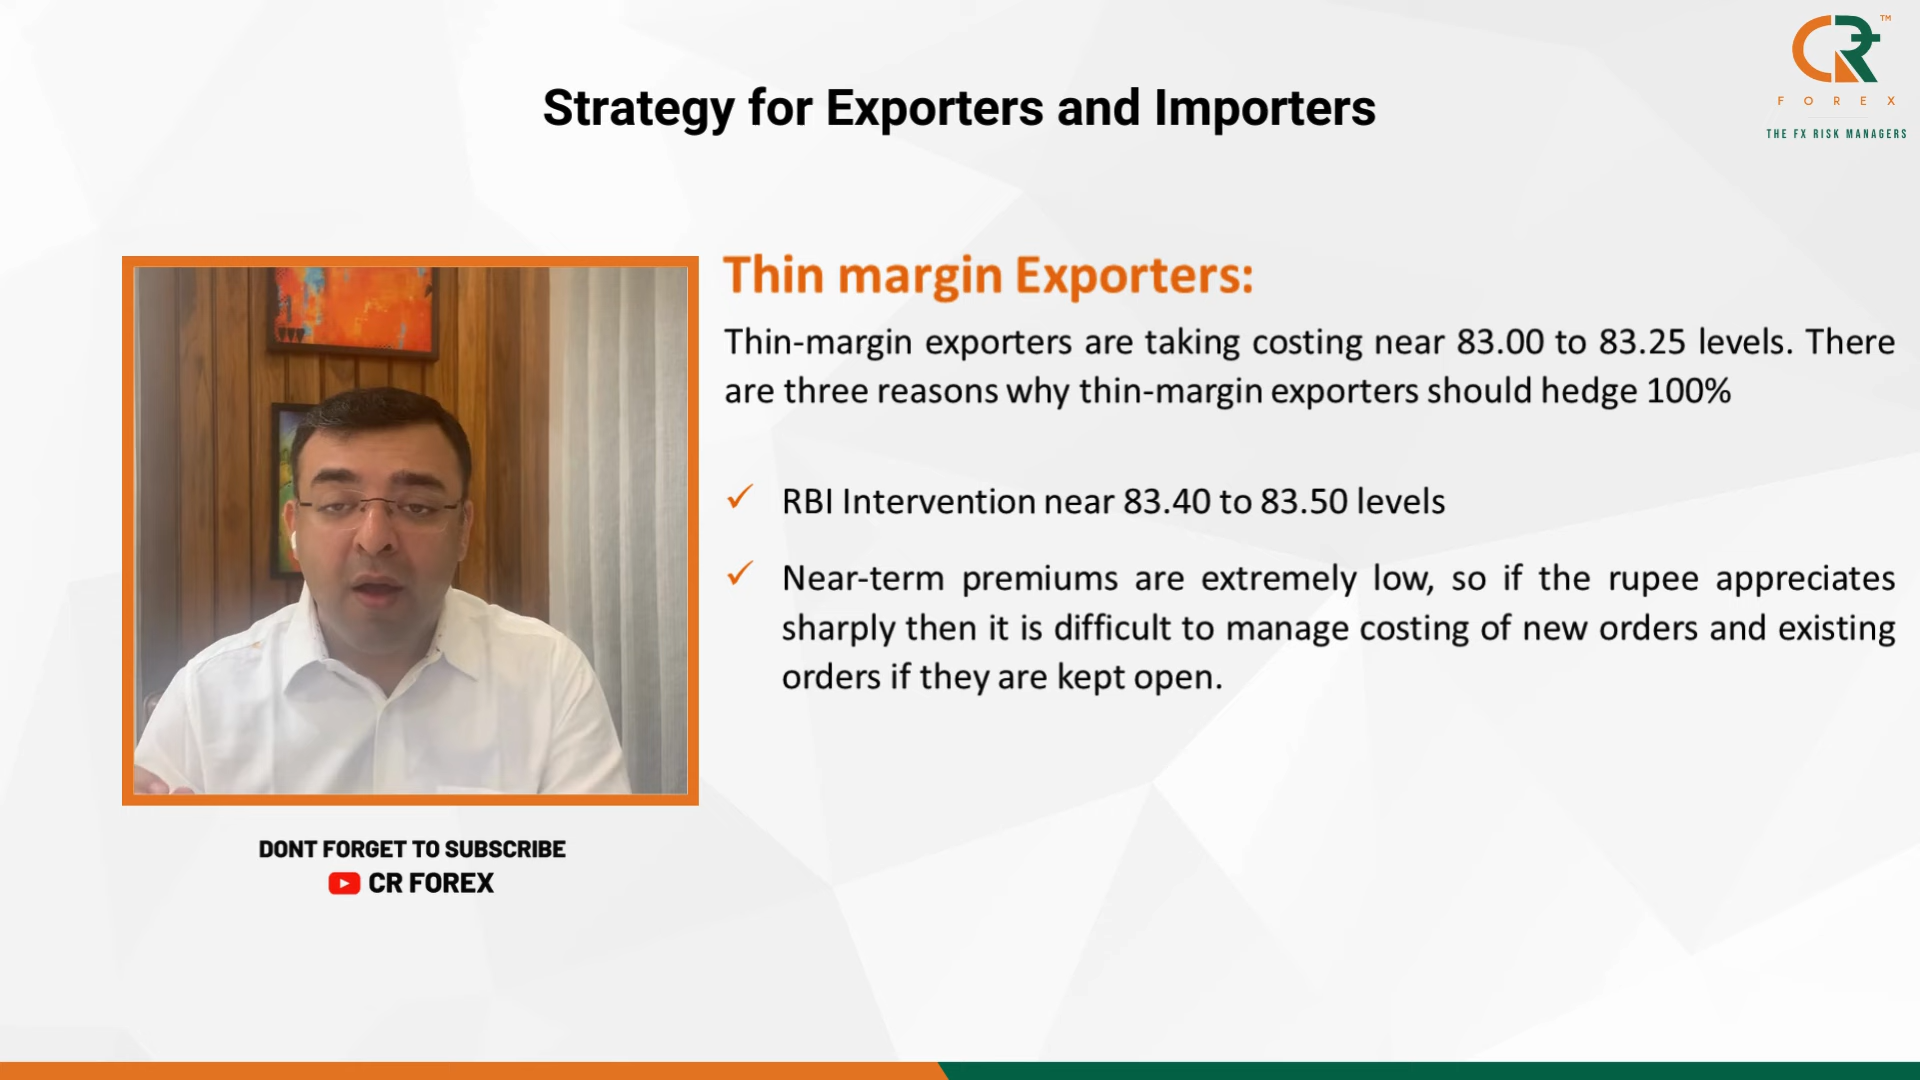 CR ™
FOREX
THE FX RISK MANAGERS
Strategy for Exporters and Importers
Thin margin Exporters:
Thin-margin exporters are taking costing near 83.00 to 83.25 levels. There
are three reasons why thin-margin exporters should hedge 100%
✓ RBI Intervention near 83.40 to 83.50 levels
✓ Near-term premiums are extremely low, so if the rupee appreciates
sharply then it is difficult to manage costing of new orders and existing
orders if they are kept open.
DONT FORGET TO SUBSCRIBE
CR FOREX